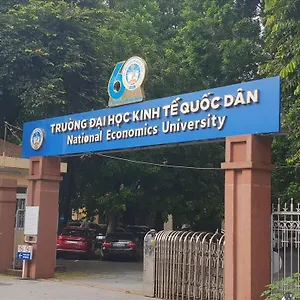 60
TRƯỜNG ĐẠI HỌC KINH TẾ QUỐC DÂN
National Economics University